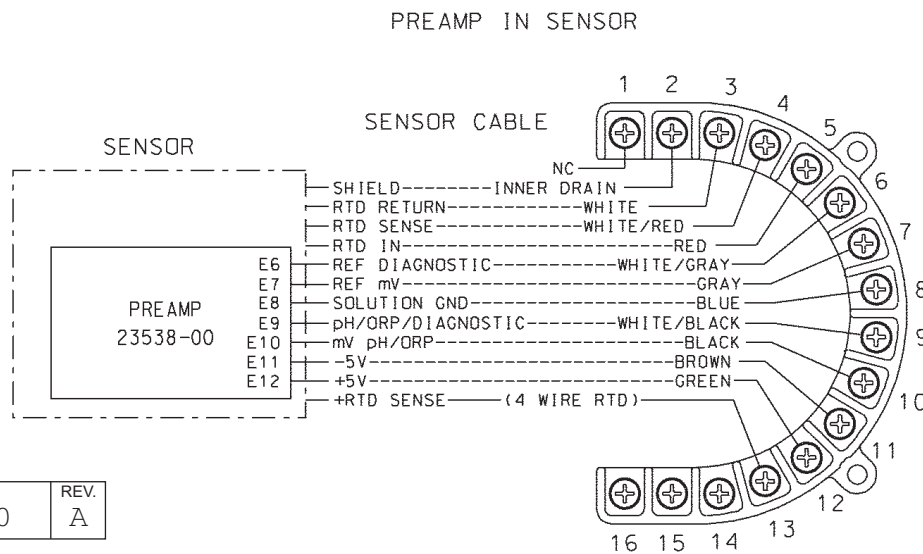 PREAMP IN SENSOR
SENSOR
SENSOR CABLE
1 2 3 4 5 6 7 8 9 10 11 12 13 14 15 16
NC
SHIELD INNER DRAIN
RTD RETURN WHITE
RTD SENSE WHITE/RED
RTD IN RED
E6 REF DIAGNOSTIC WHITE/GRAY
E7 REF mV GRAY
E8 SOLUTION GND BLUE
E9 pH/ORP/DIAGNOSTIC WHITE/BLACK
E10 mV pH/ORP BLACK
E11 -5V BROWN
E12 +5V GREEN
+RTD SENSE (4 WIRE RTD)
PREAMP
23538-00
REV.
A